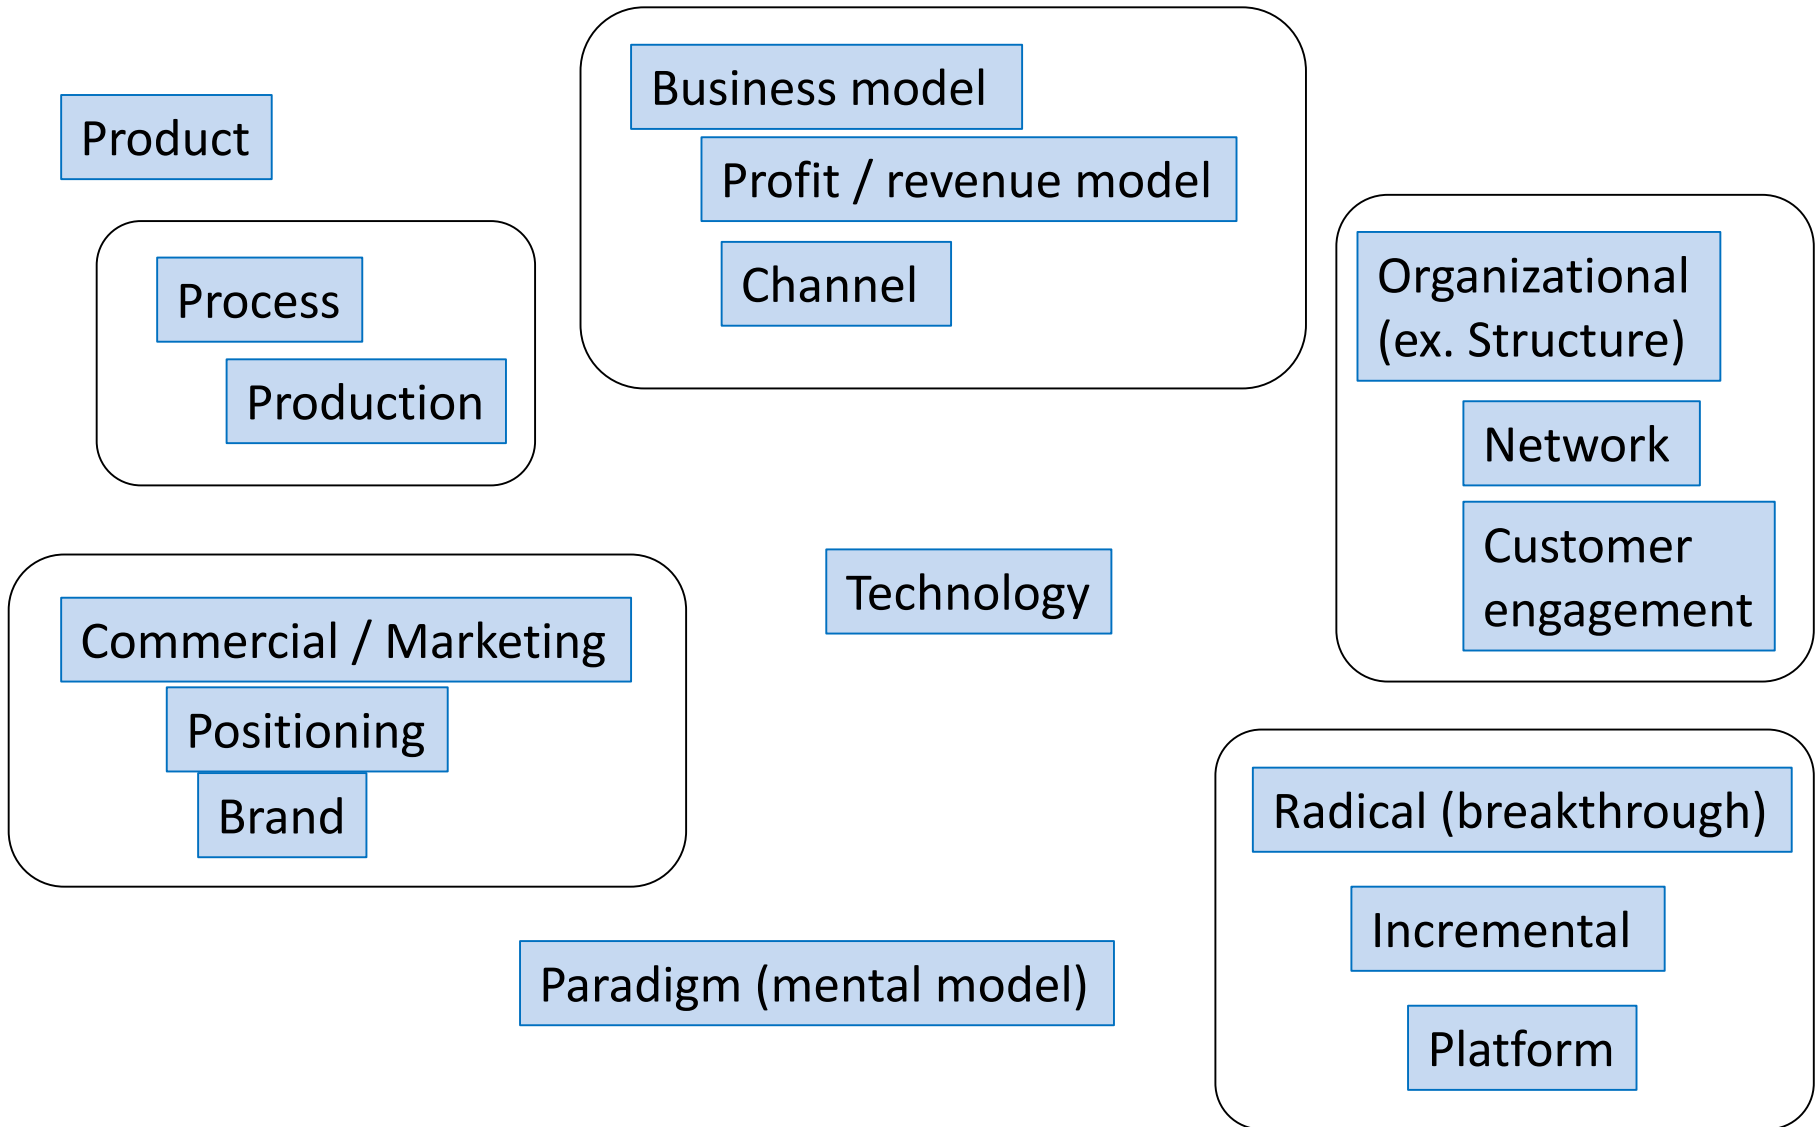 Product
Process
Production
Business model
Profit / revenue model
Channel
Organizational
(ex. Structure)
Network
Customer
engagement
Technology
Commercial / Marketing
Positioning
Brand
Paradigm (mental model)
Radical (breakthrough)
Incremental
Platform